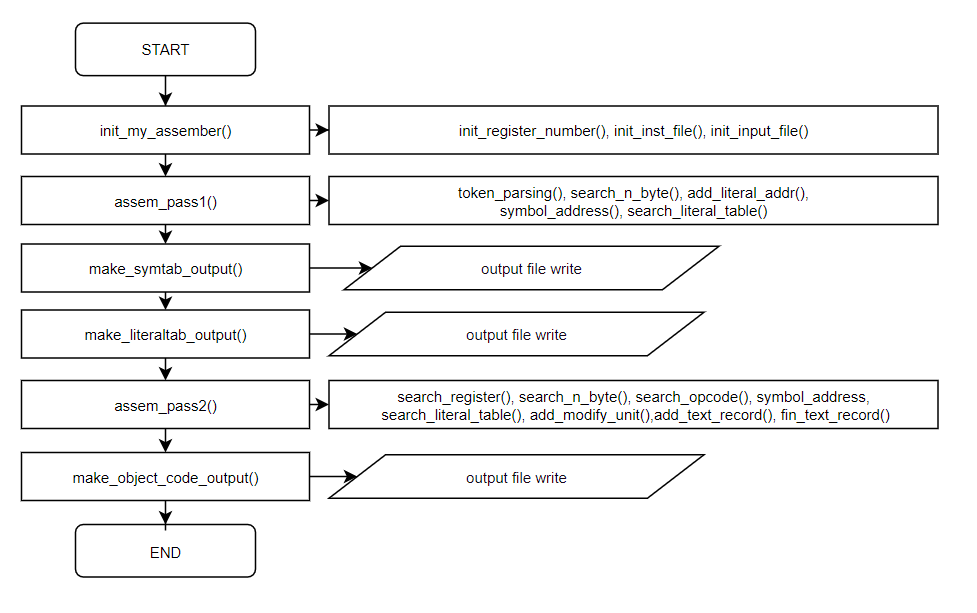 START
init_my_assember()
init_register_number(), init_inst_file(), init_input_file()
assem_pass1()
token_parsing(), search_n_byte(), add_literal_addr(),
symbol_address(), search_literal_table()
make_symtab_output()
output file write
make_literaltab_output()
output file write
assem_pass2()
search_register(), search_n_byte(), search_opcode(), symbol_address,
search_literal_table(), add_modify_unit(),add_text_record(), fin_text_record()
make_object_code_output()
output file write
END